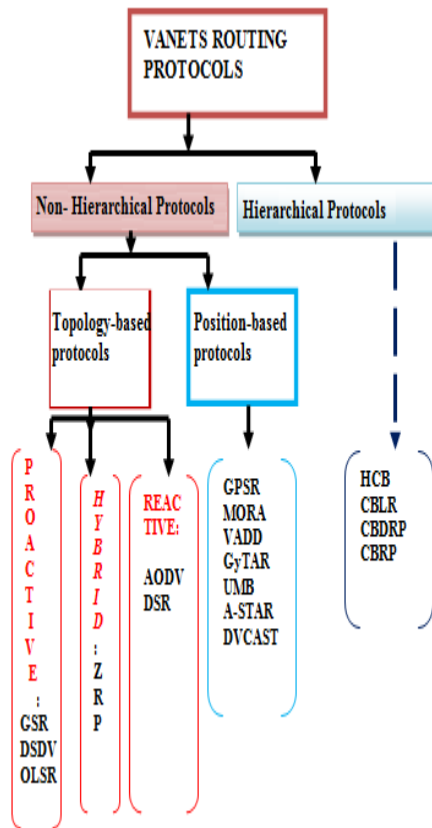 VANETS ROUTING
PROTOCOLS
Non- Hierarchical Protocols
Hierarchical Protocols
Topology-based
protocols
Position-based
protocols
P
R
O
A
C
T
I
V
E
:
GSR
DSDV
OLSR
H
Y
B
R
I
D
:
Z
R
P
REAC
TIVE:
AODV
DSR
GPSR
MORA
VADD
GyTAR
UMB
A-STAR
DVCAST
HCB
CBLR
CBDRP
CBRP